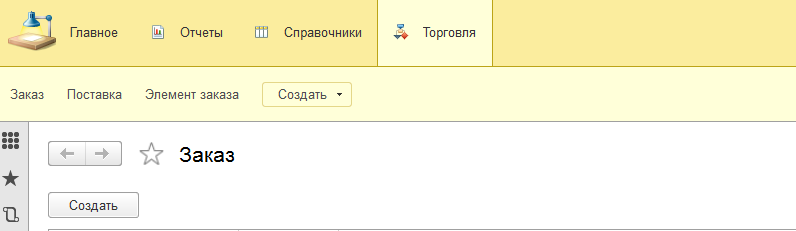 Главное Отчеты Справочники Торговля
Заказ Поставка Элемент заказа Создать
Заказ
Создать